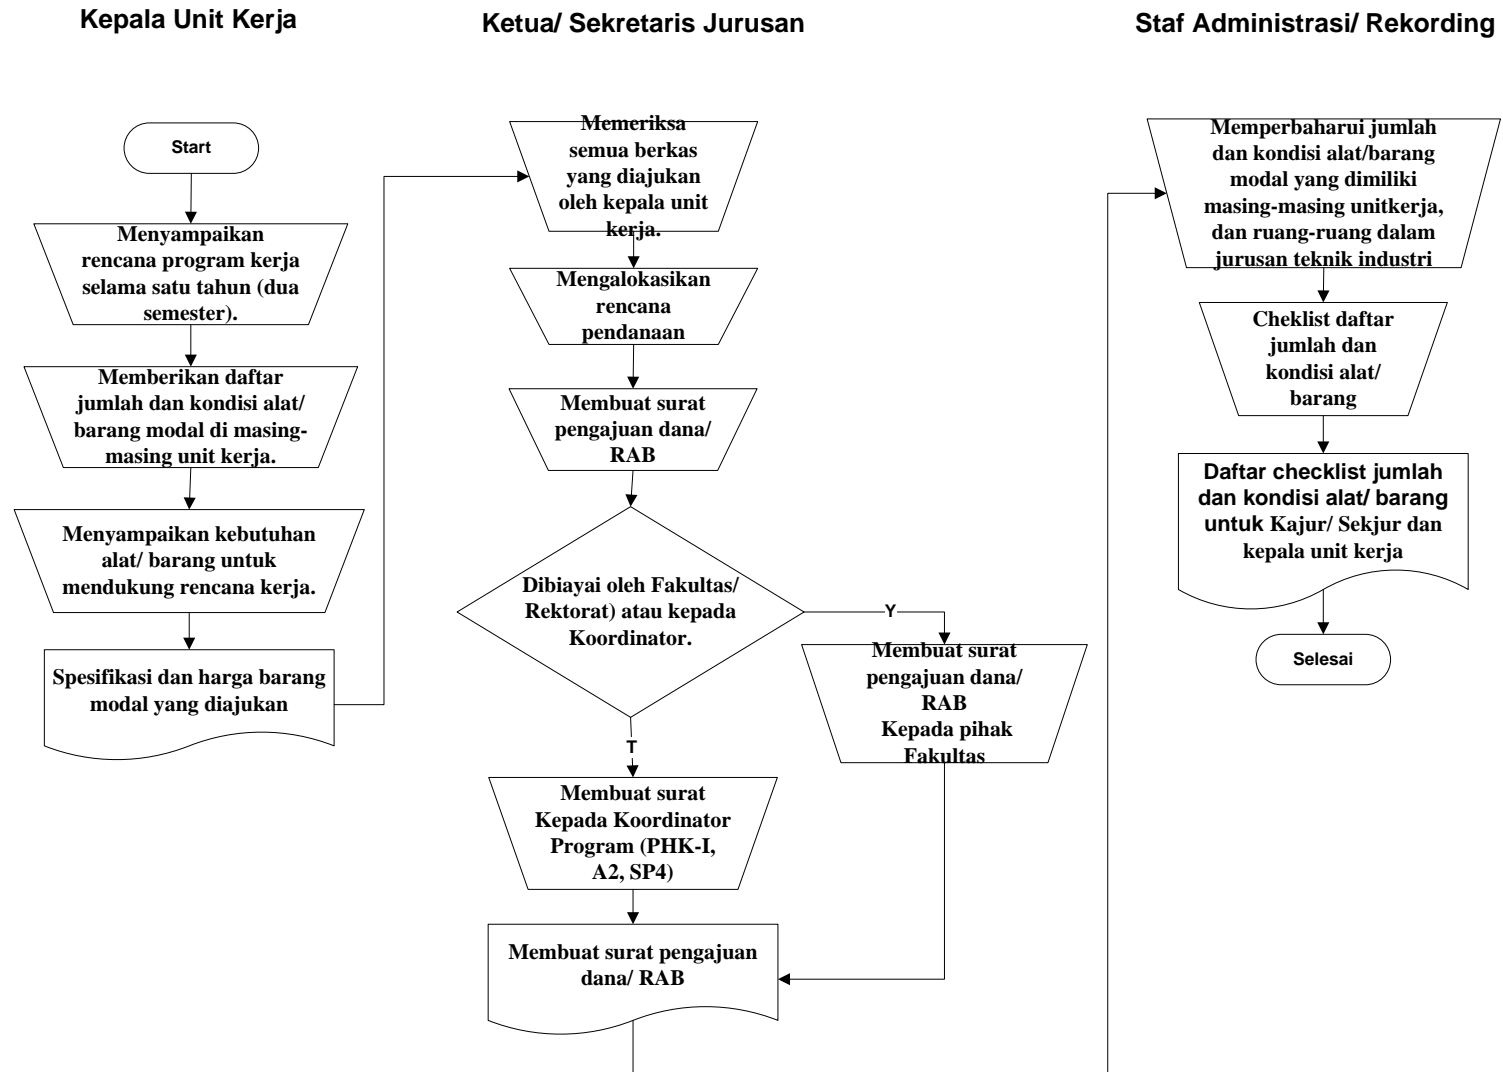 Kepala Unit Kerja
Ketua/ Sekretaris Jurusan
Staf Administrasi/ Rekording
Start
Menyampaikan
rencana program kerja
selama satu tahun (dua
semester).
Memberikan daftar
jumlah dan kondisi alat/
barang modal di masing-
masing unit kerja.
Menyampaikan kebutuhan
alat/ barang untuk
mendukung rencana kerja.
Spesifikasi dan harga barang
modal yang diajukan
Memeriksa
semua berkas
yang diajukan
oleh kepala unit
kerja.
Mengalokasikan
rencana
pendanaan
Membuat surat
pengajuan dana/
RAB
Dibiayai oleh Fakultas/
Rektorat) atau kepada
Koordinator.
Y
T
Membuat surat
pengajuan dana/
RAB
Kepada pihak
Fakultas
Membuat surat
Kepada Koordinator
Program (PHK-I,
A2, SP4)
Membuat surat pengajuan
dana/ RAB
Memperbaharui jumlah
dan kondisi alat/barang
modal yang dimiliki
masing-masing unitkerja,
dan ruang-ruang dalam
jurusan teknik industri
Cheklist daftar
jumlah dan
kondisi alat/
barang
Daftar checklist jumlah
dan kondisi alat/ barang
untuk Kajur/ Sekjur dan
kepala unit kerja
Selesai